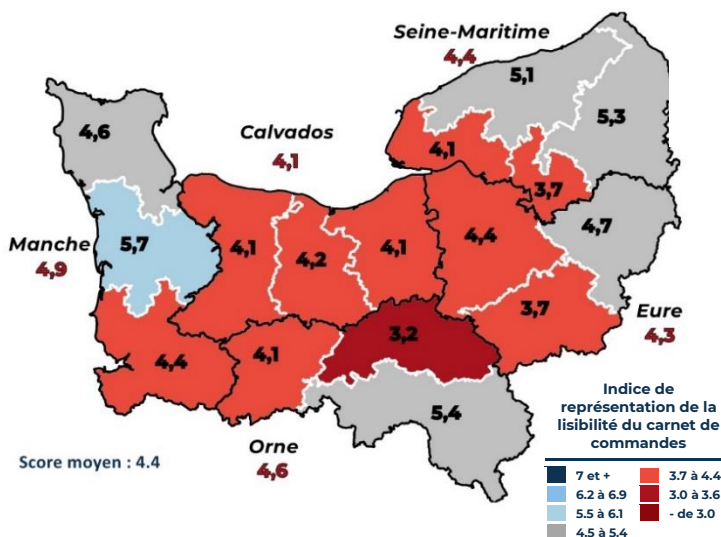 Seine-Maritime
4,4
5,1
5,3
4,6
Calvados
4,1
4,1
3,7
4,7
Manche
4,9
5,7
4,1
4,2
4,1
4,4
3,7
Eure
4,3
4,4
4,1
3,2
5,4
Orne
4,6
Score moyen : 4.4
Indice de
représentation de la
lisibilité du carnet de
commandes
7 et +
6.2 à 6.9
5.5 à 6.1
4.5 à 5.4
3.7 à 4.4
3.0 à 3.6
- de 3.0